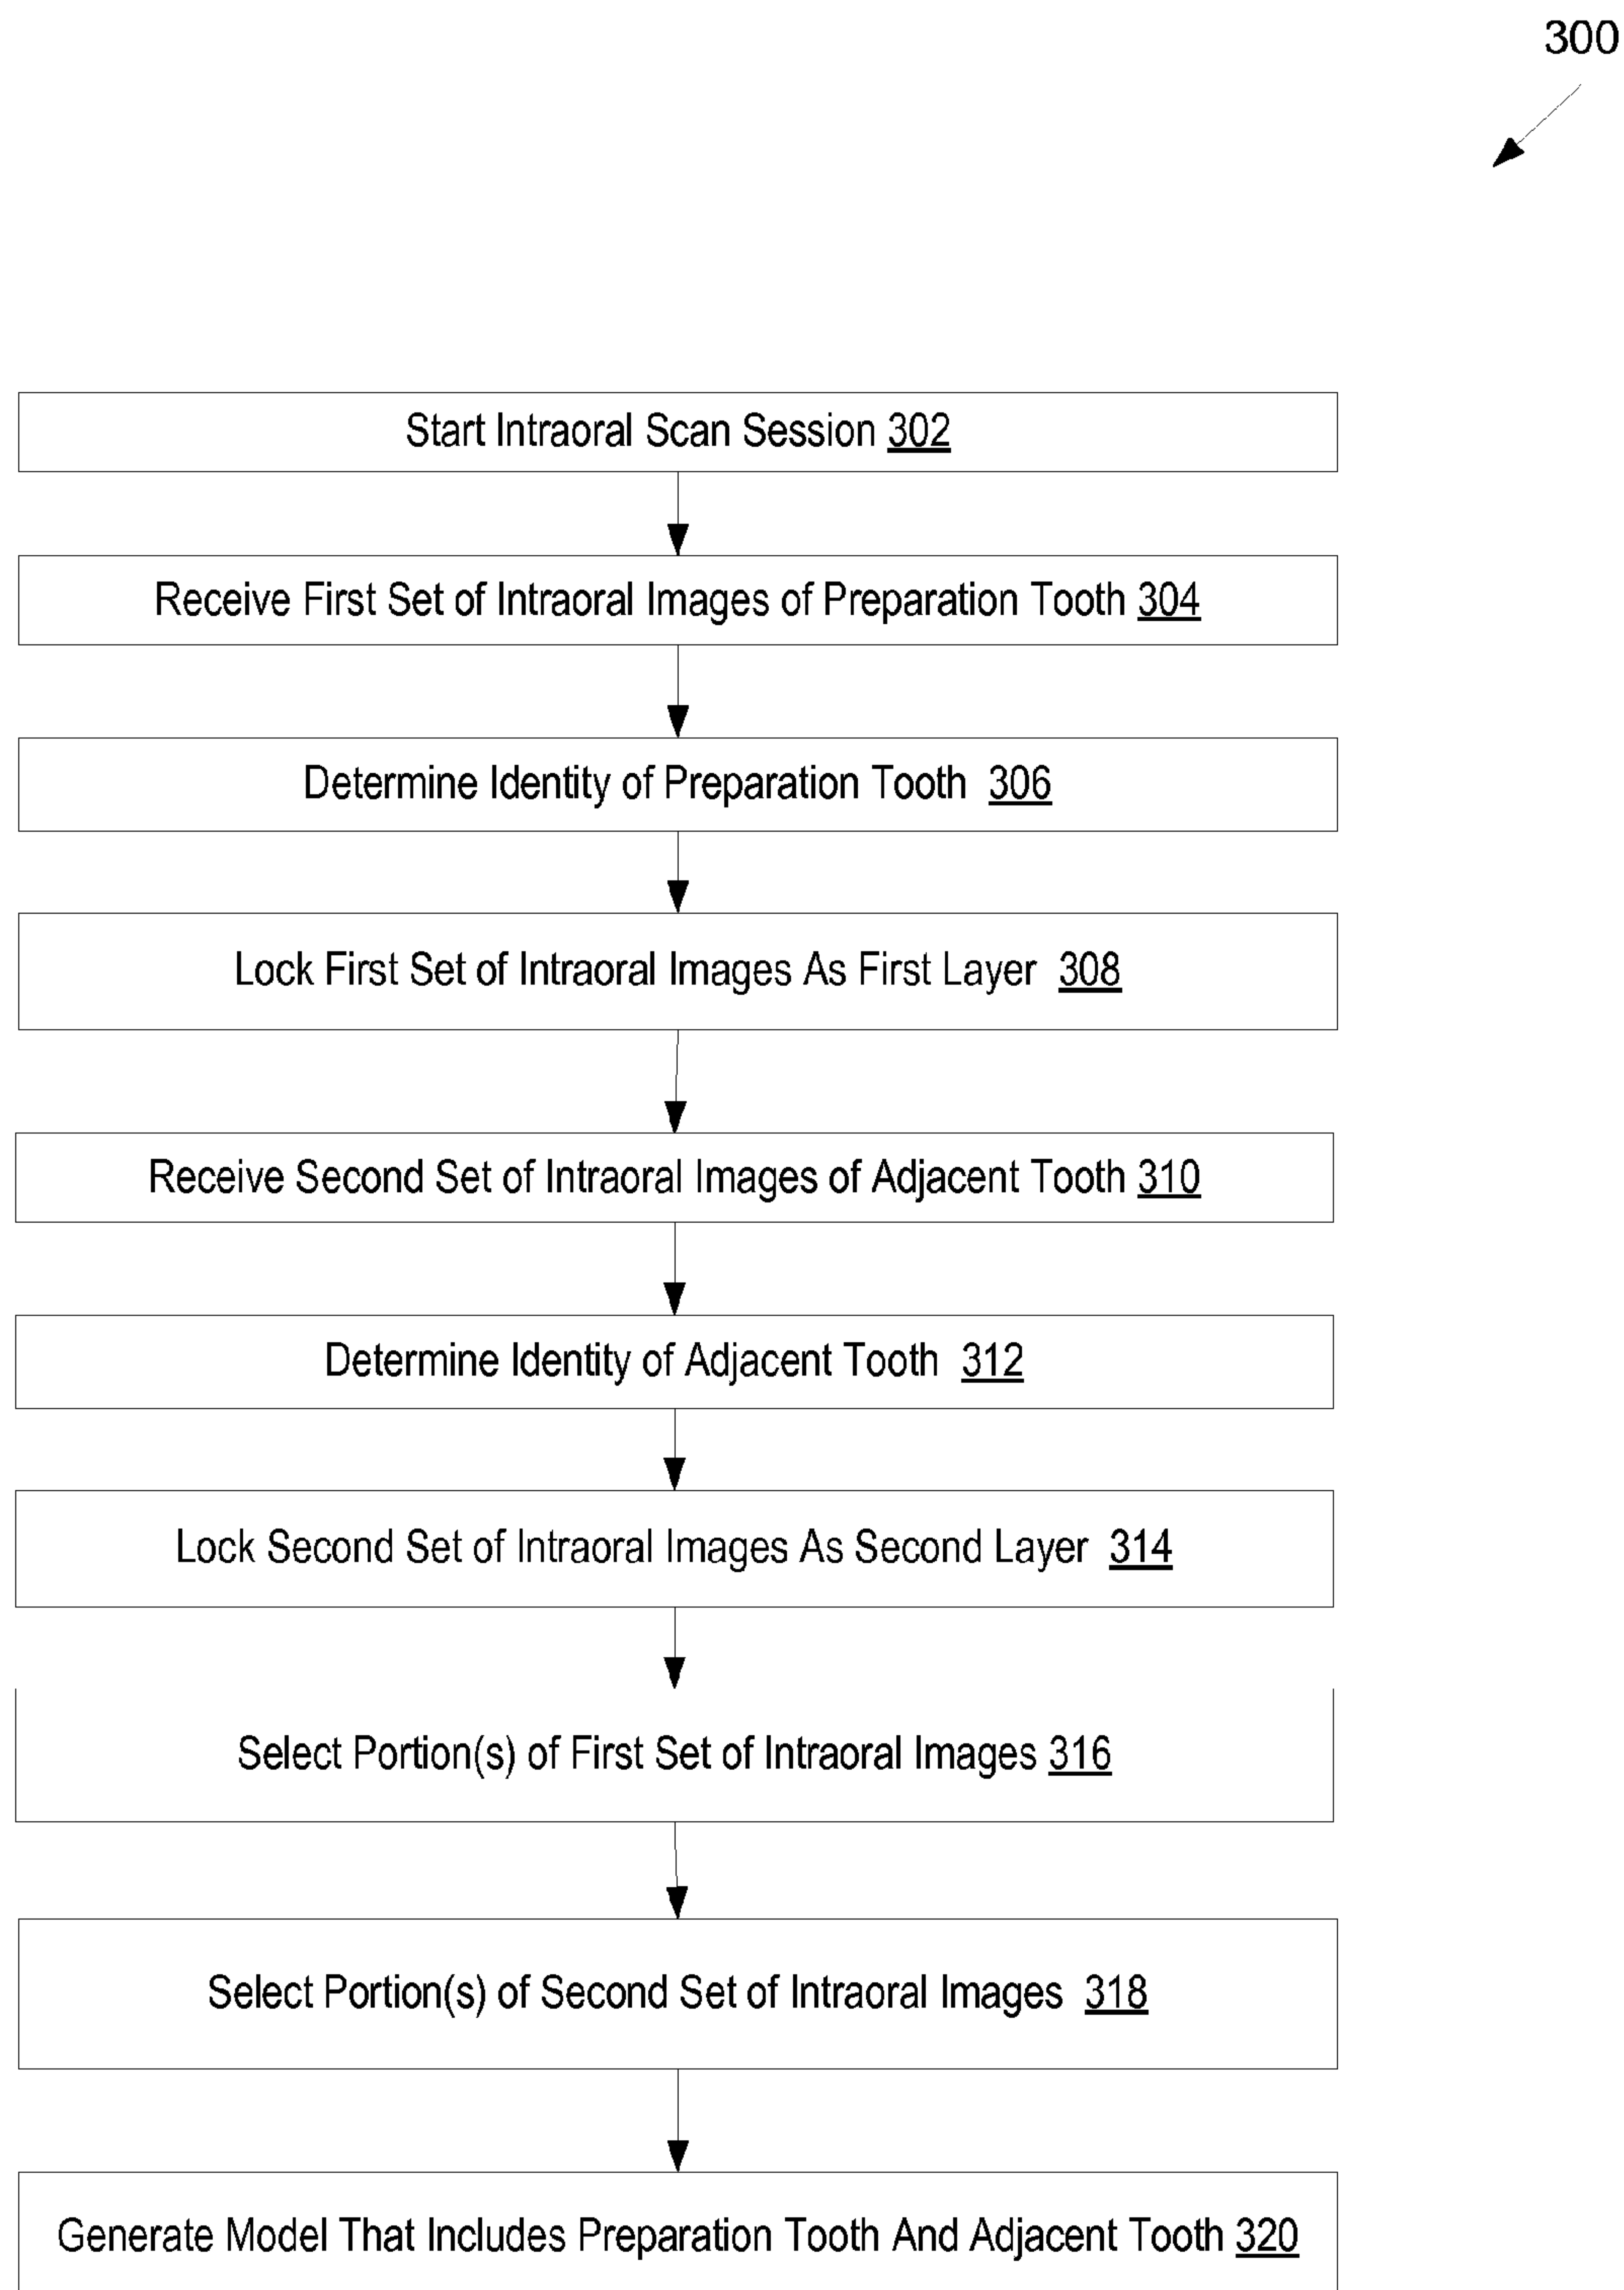 300
Start Intraoral Scan Session 302
Receive First Set of Intraoral Images of Preparation Tooth 304
Determine Identity of Preparation Tooth 306
Lock First Set of Intraoral Images As First Layer 308
Receive Second Set of Intraoral Images of Adjacent Tooth 310
Determine Identity of Adjacent Tooth 312
Lock Second Set of Intraoral Images As Second Layer 314
Select Portion(s) of First Set of Intraoral Images 316
Select Portion(s) of Second Set of Intraoral Images 318
Generate Model That Includes Preparation Tooth And Adjacent Tooth 320